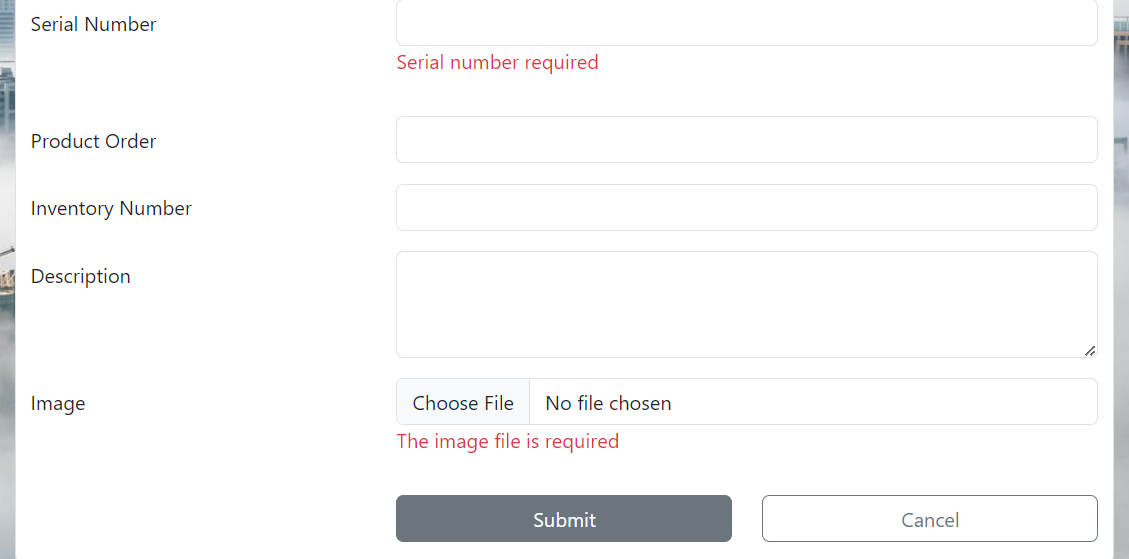 Serial Number
Serial number required
Product Order
Inventory Number
Description
Image
Choose File No file chosen
The image file is required
Submit
Cancel